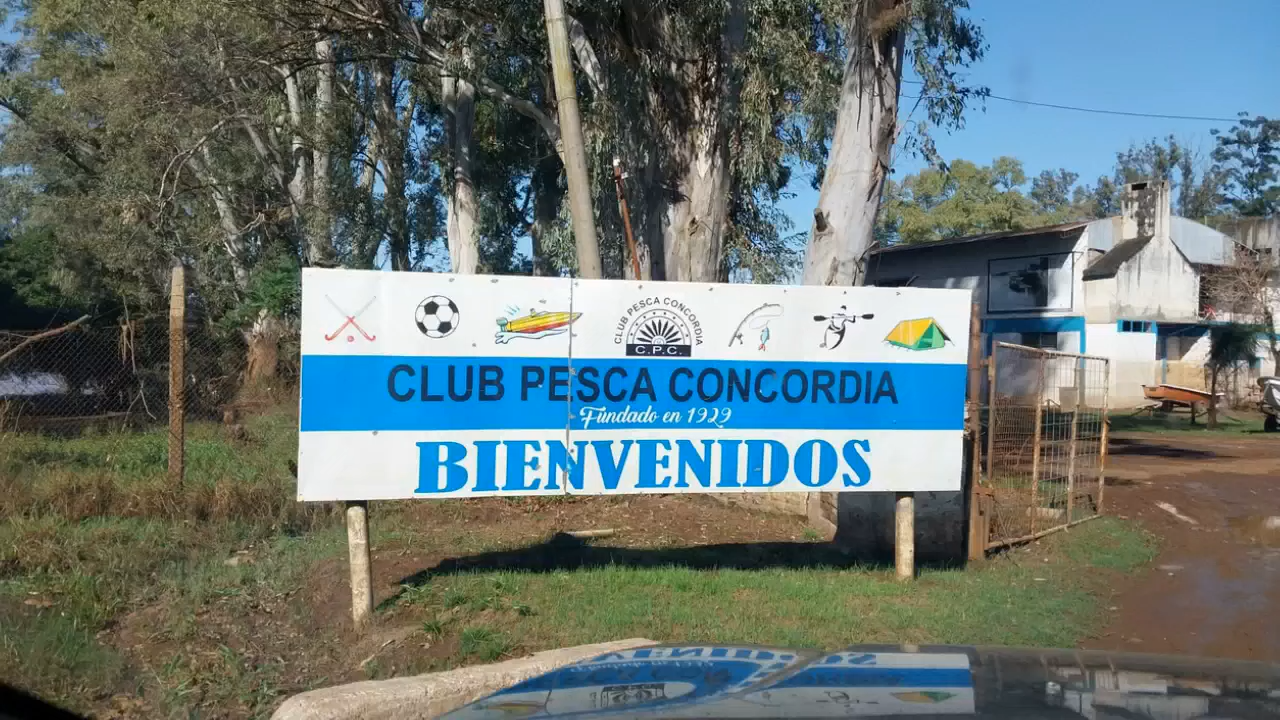 CLUB PESCA CONCORDIA
C.P.C.
CLUB PESCA CONCORDIA
Fundado en 1929
BIENVENIDOS